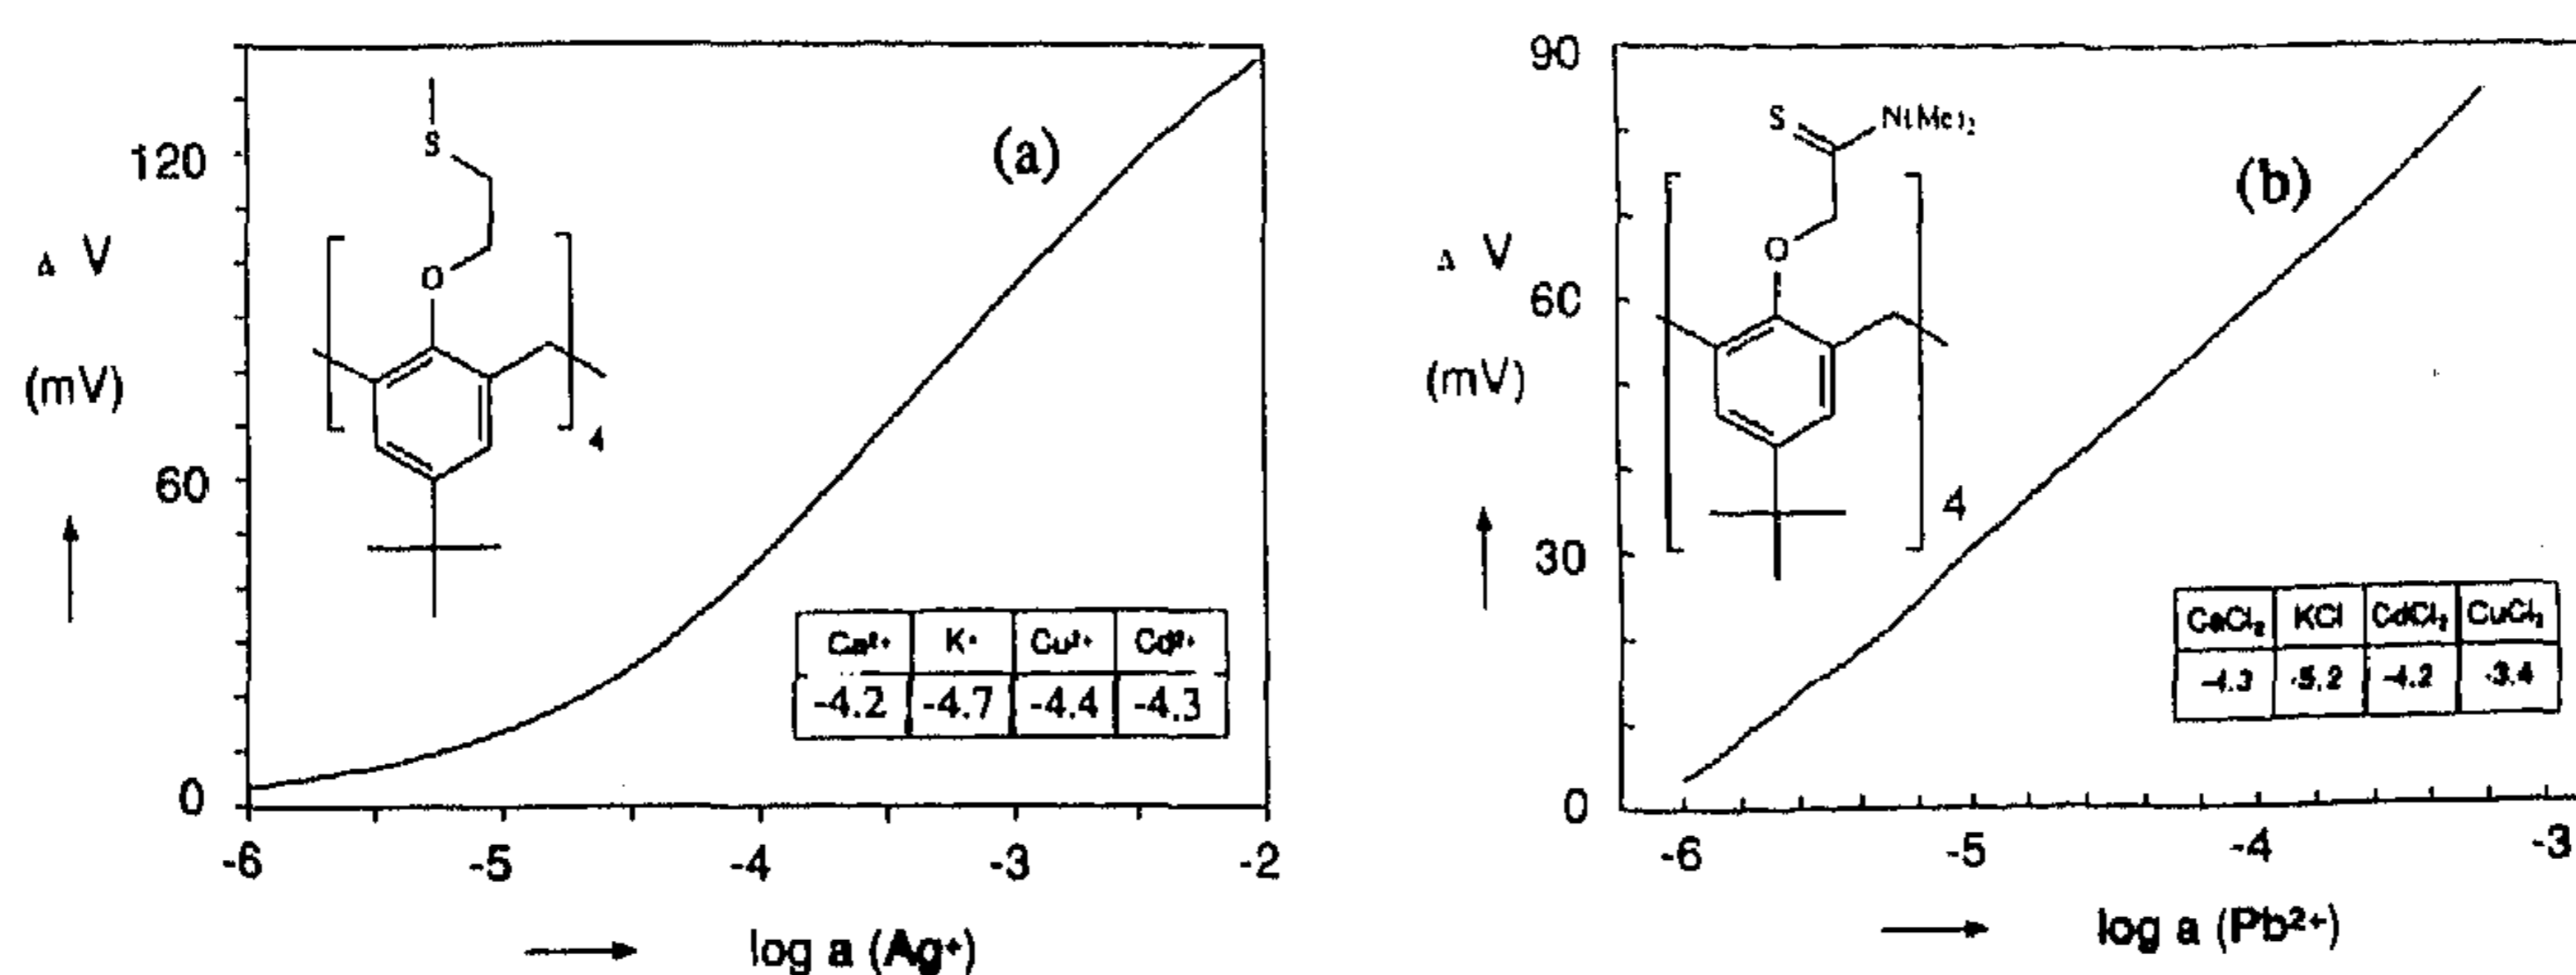 (a)
120
Δ V
(mV)
60
0
S
O
4
Ca²⁺ K⁺ Cu²⁺ Cd²⁺
-4.2 -4.7 -4.4 -4.3
-6 -5 -4 -3 -2
log a (Ag⁺)
(b)
90
Δ V
60
(mV)
30
0
S N(Me)₂
O
4
CaCl₂ KCl CdCl₂ CuCl₂
-4.3 -5.2 -4.2 -3.4
-6 -5 -4 -3
log a (Pb²⁺)